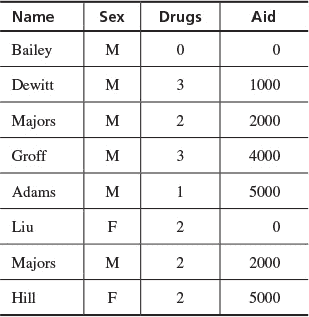 Name Sex Drugs Aid
Bailey M 0 0
Dewitt M 3 1000
Majors M 2 2000
Groff M 3 4000
Adams M 1 5000
Liu F 2 0
Majors M 2 2000
Hill F 2 5000